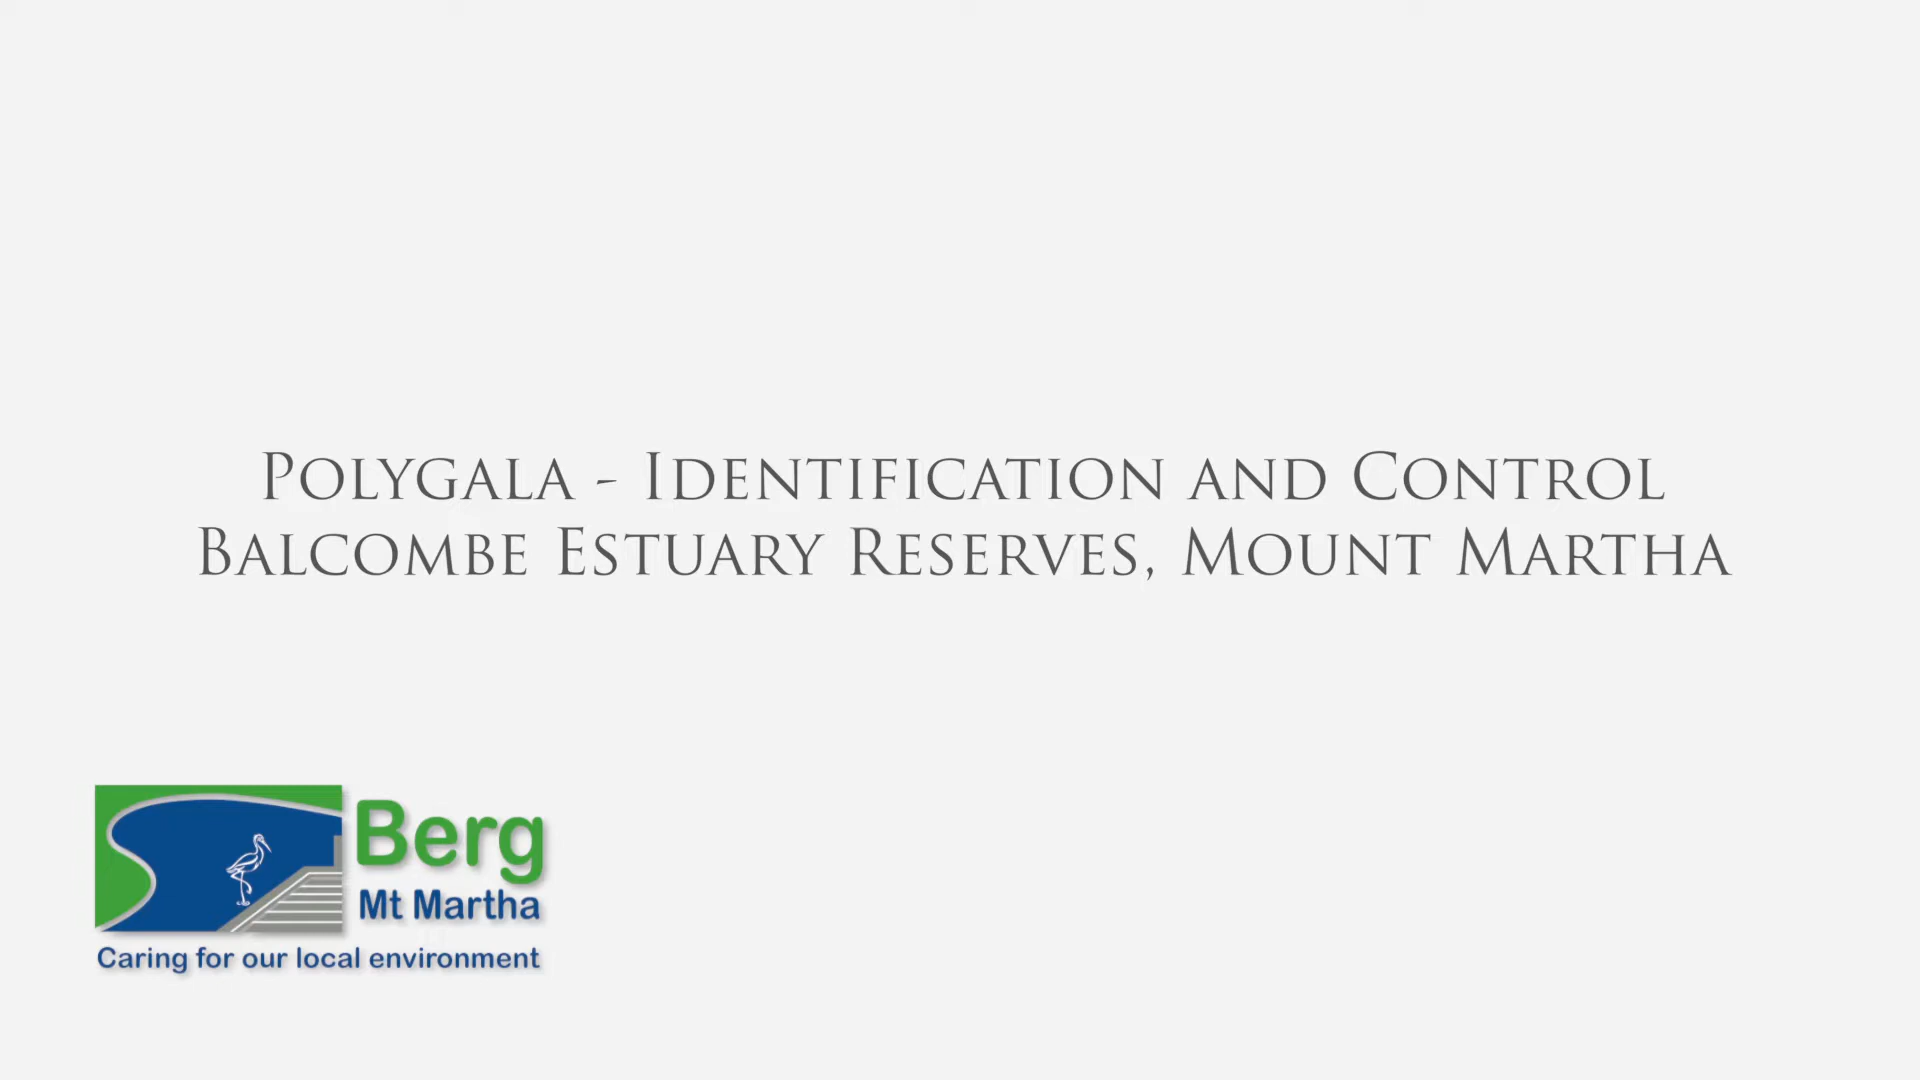 Polygala - Identification and Control
Balcombe Estuary Reserves, Mount Martha
Berg
Mt Martha
Caring for our local environment